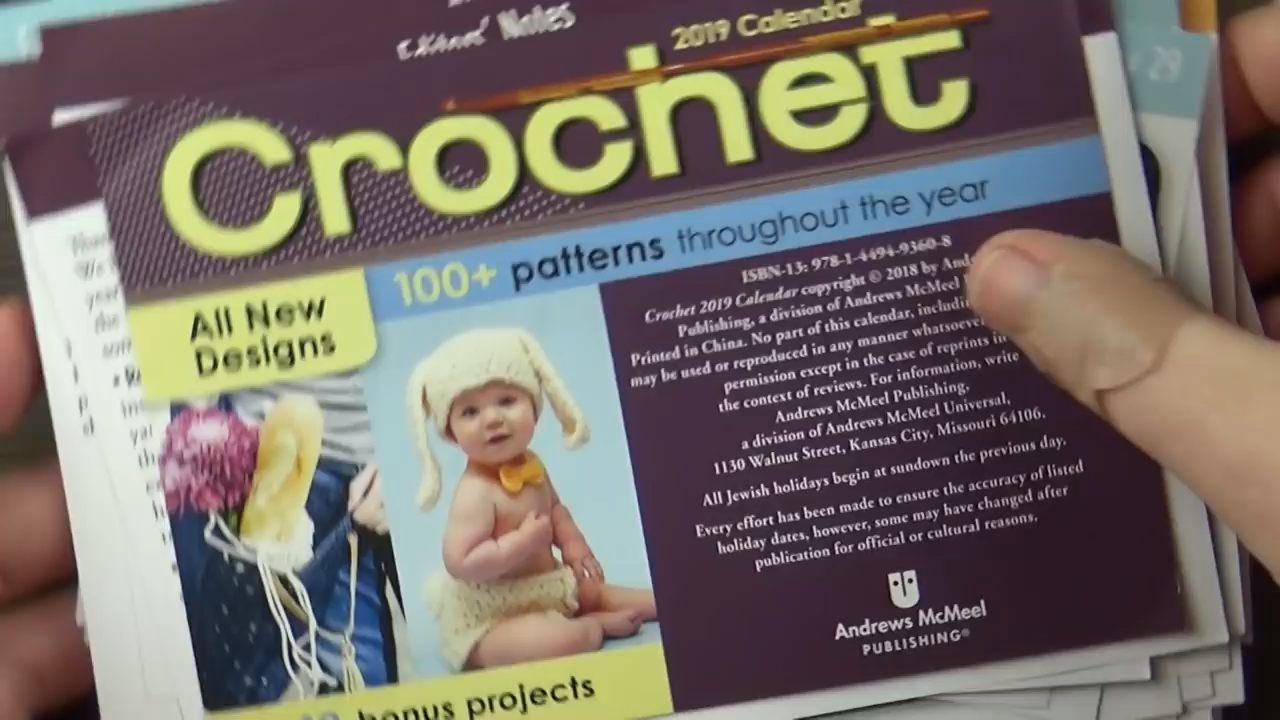 Notes
2019 Calendar
Crochet
100+ patterns throughout the year
All New
Designs
ISBN-13: 978-1-4494-9360-8
Crochet 2019 Calendar copyright © 2018 by
Publishing, a division of Andrews McMeel
Printed in China. No part of this calendar,
may be used or reproduced in any manner whatsoever
permission except in the case of reprints in
the context of reviews. For information, write
Andrews McMeel Publishing,
a division of Andrews McMeel Universal,
1130 Walnut Street, Kansas City, Missouri 64106.
All Jewish holidays begin at sundown the previous day.
Every effort has been made to ensure the accuracy of listed
holiday dates, however, some may have changed after
publication for official or cultural reasons.
Andrews McMeel
PUBLISHING®
bonus projects
29